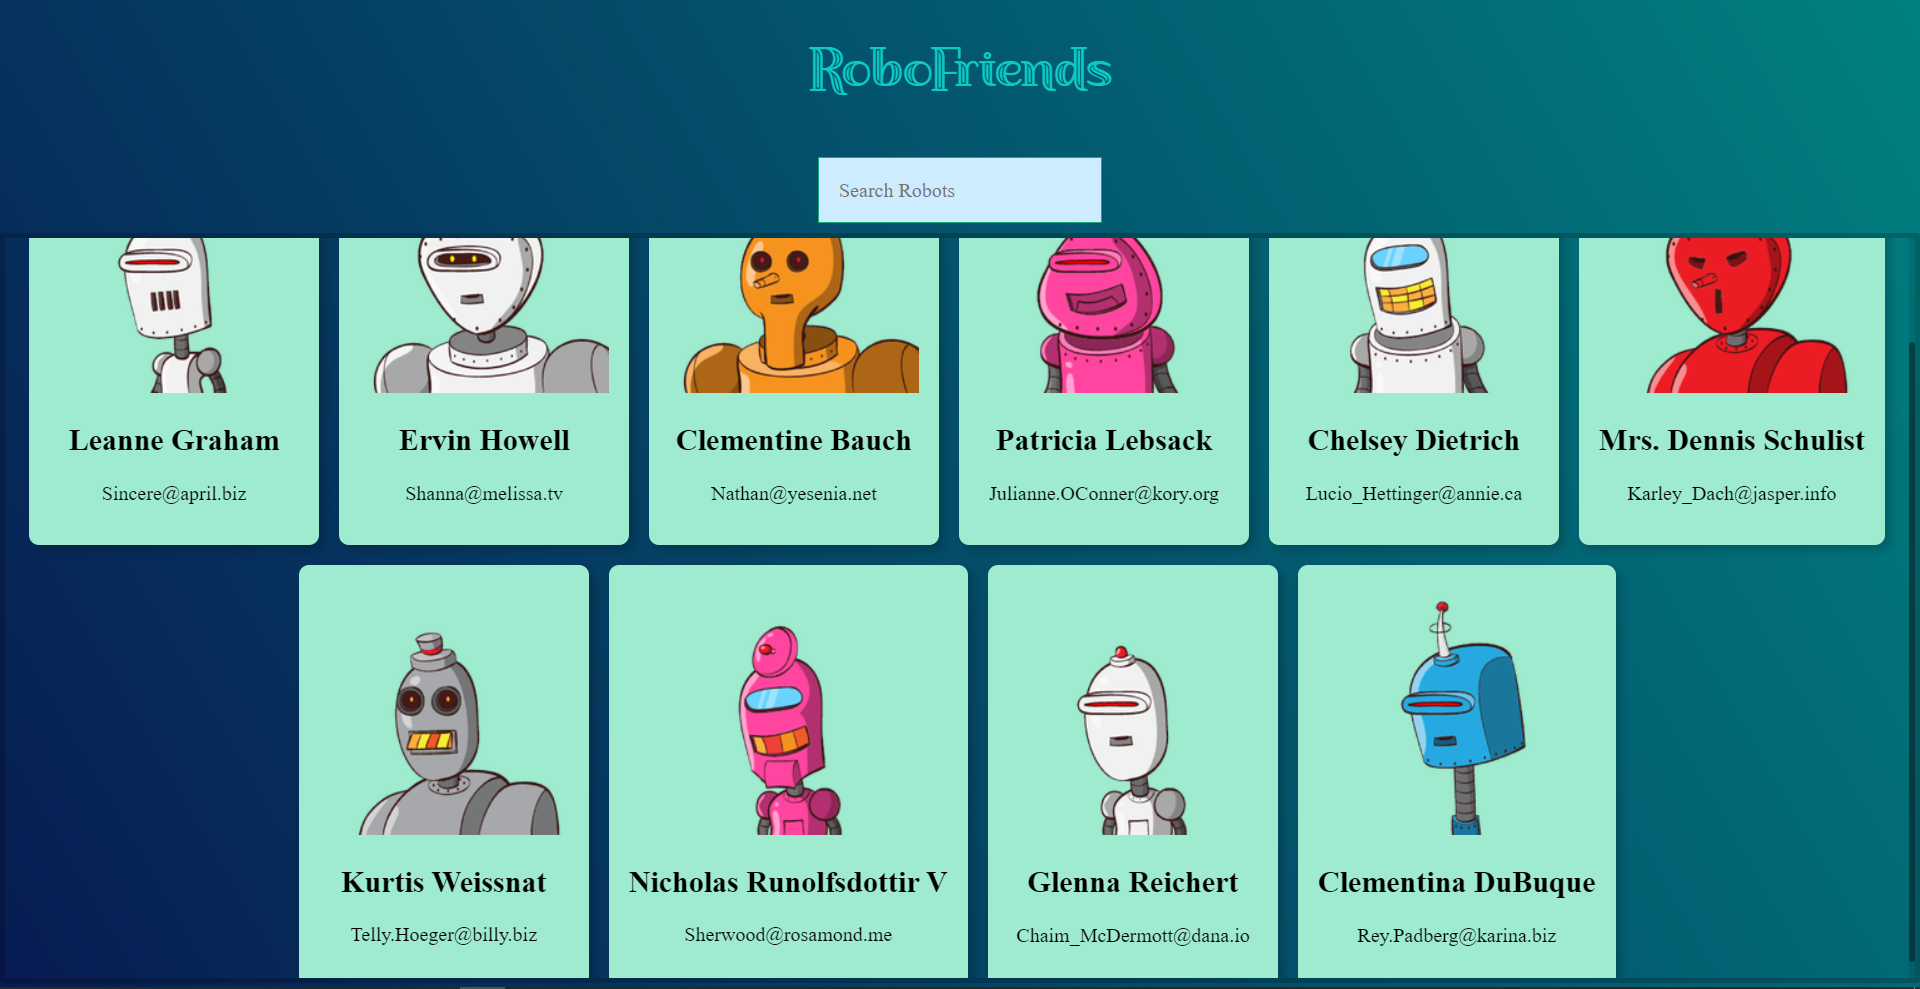 RoboFriends
Search Robots
Leanne Graham
Sincere@april.biz
Ervin Howell
Shanna@melissa.tv
Clementine Bauch
Nathan@yesenia.net
Patricia Lebsack
Julianne.OConner@kory.org
Chelsey Dietrich
Lucio_Hettinger@annie.ca
Mrs. Dennis Schulist
Karley_Dach@jasper.info
Kurtis Weissnat
Telly.Hoeger@billy.biz
Nicholas Runolfsdottir V
Sherwood@rosamond.me
Glenna Reichert
Chaim_McDermott@dana.io
Clementina DuBuque
Rey.Padberg@karina.biz